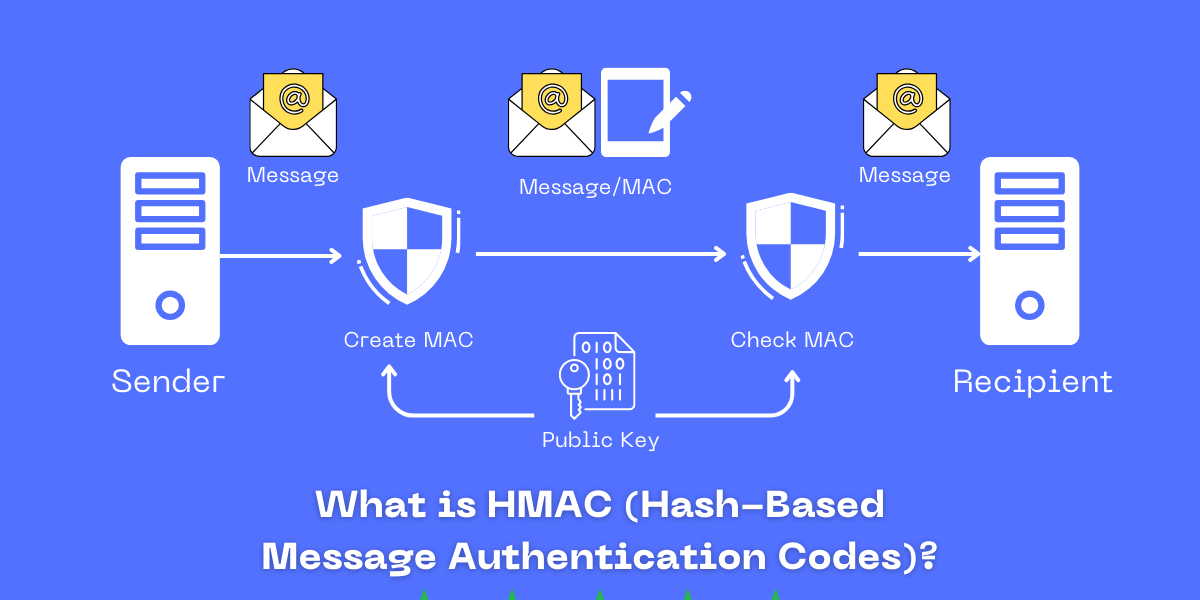 Message
Message/MAC
Message
Create MAC
Check MAC
Sender
Recipient
Public Key
What is HMAC (Hash-Based
Message Authentication Codes)?